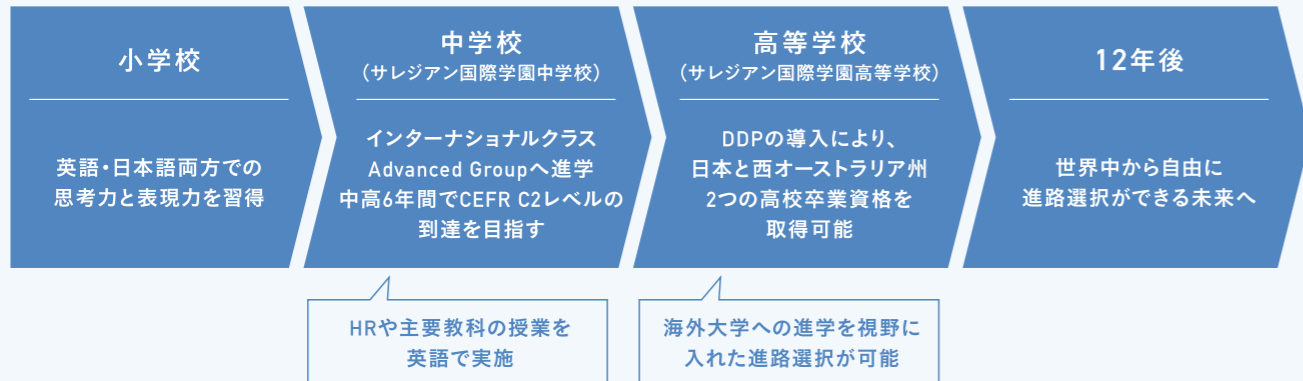 小学校
英語・日本語両方での
思考力と表現力を習得
中学校
（サレジアン国際学園中学校）
インターナショナルクラス
Advanced Groupへ進学
中高6年間でCEFR C2レベルの
到達を目指す
HRや主要教科の授業を
英語で実施
高等学校
（サレジアン国際学園高等学校）
DDPの導入により、
日本と西オーストラリア州
2つの高校卒業資格を
取得可能
海外大学への進学を視野に
入れた進路選択が可能
12年後
世界中から自由に
進路選択ができる未来へ